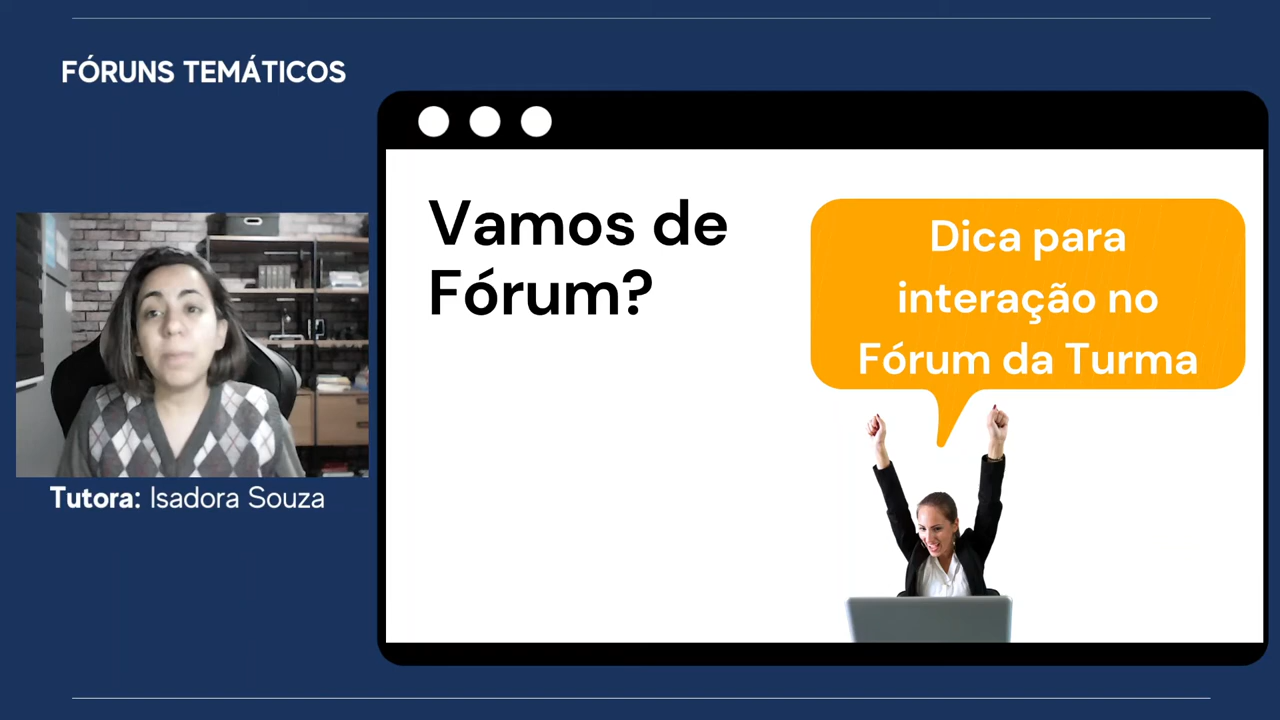 FÓRUNS TEMÁTICOS
Tutora: Isadora Souza
Vamos de
Fórum?
Dica para
interação no
Fórum da Turma